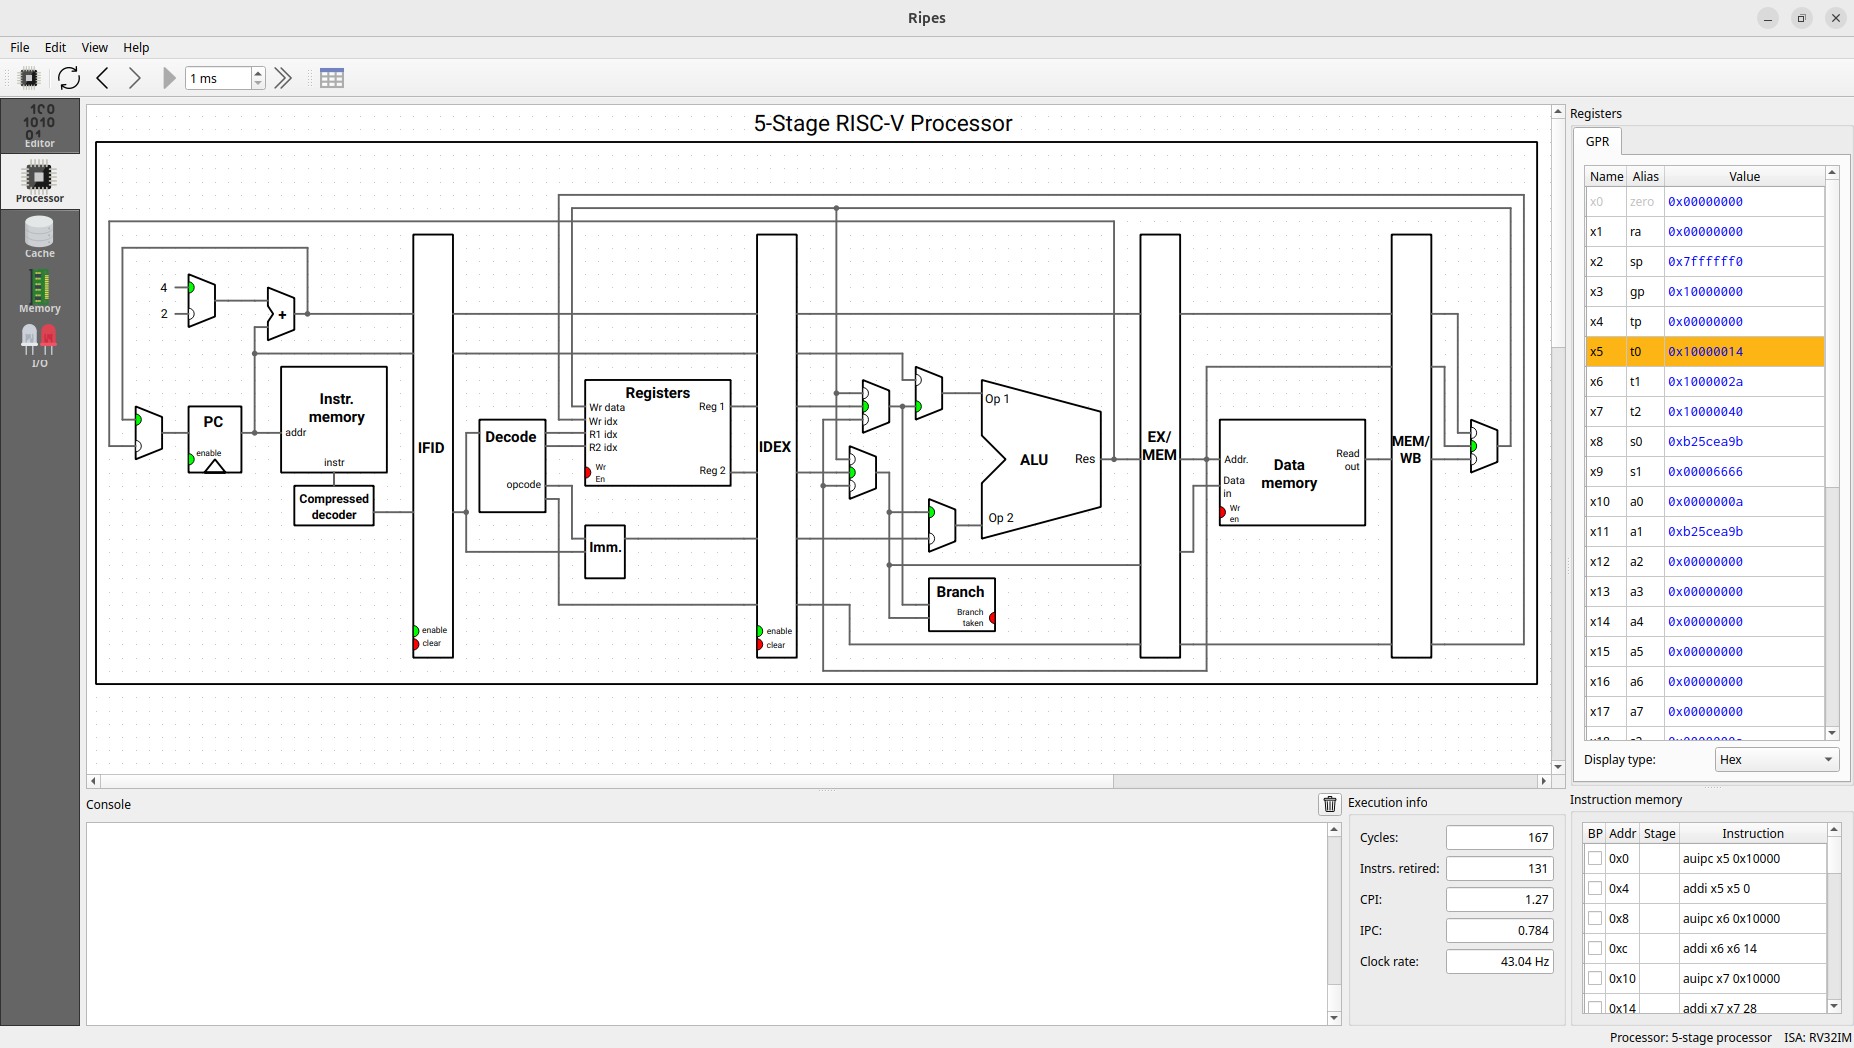 Ripes
File Edit View Help
1 ms
Editor
Processor
Cache
Memory
I/O
5-Stage RISC-V Processor
4
2
+
PC
enable
Instr.
memory
addr
instr
Compressed
decoder
IFID
enable
clear
Decode
opcode
Registers
Wr data
Wr idx
R1 idx
R2 idx
Wr
En
Reg 1
Reg 2
Imm.
IDEX
enable
clear
Op 1
ALU
Res
Op 2
Branch
Branch
taken
EX/
MEM
Addr.
Data
in
Wr
en
Data
memory
Read
out
MEM/
WB
Registers
GPR
Name Alias Value
x0 zero 0x00000000
x1 ra 0x00000000
x2 sp 0x7ffffff0
x3 gp 0x10000000
x4 tp 0x00000000
x5 t0 0x10000014
x6 t1 0x1000002a
x7 t2 0x10000040
x8 s0 0xb25cea9b
x9 s1 0x00006666
x10 a0 0x0000000a
x11 a1 0xb25cea9b
x12 a2 0x00000000
x13 a3 0x00000000
x14 a4 0x00000000
x15 a5 0x00000000
x16 a6 0x00000000
x17 a7 0x00000000
Display type: Hex
Console
Execution info
Cycles: 167
Instrs. retired: 131
CPI: 1.27
IPC: 0.784
Clock rate: 43.04 Hz
Instruction memory
BP Addr Stage Instruction
0x0 auipc x5 0x10000
0x4 addi x5 x5 0
0x8 auipc x6 0x10000
0xc addi x6 x6 14
0x10 auipc x7 0x10000
0x14 addi x7 x7 28
Processor: 5-stage processor ISA: RV32IM